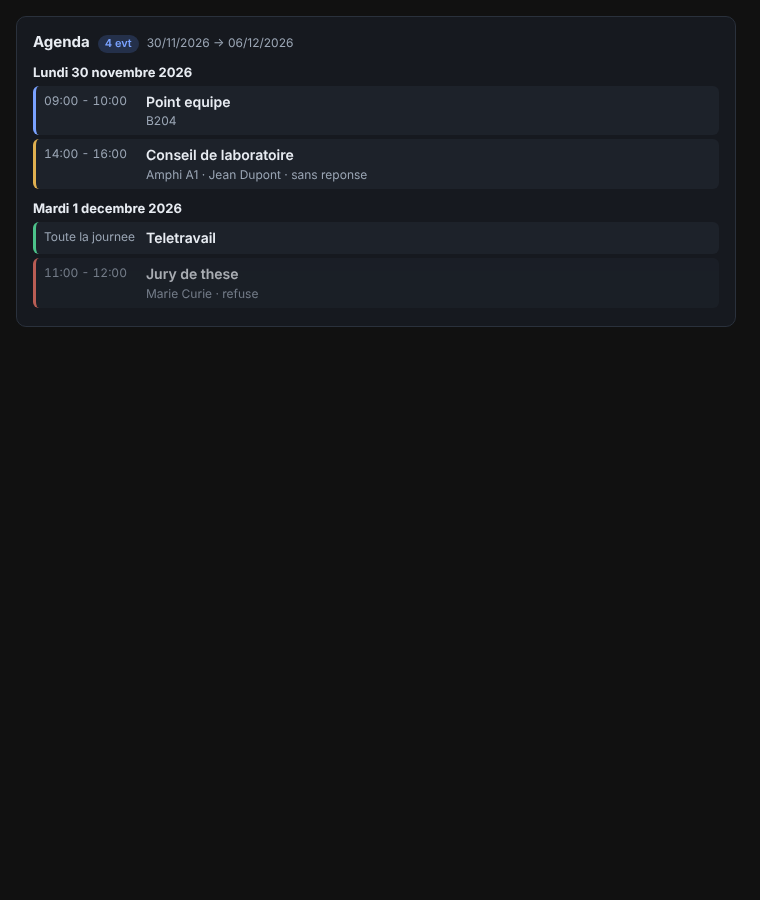 Agenda 4 evt 30/11/2026 → 06/12/2026
Lundi 30 novembre 2026
09:00 - 10:00 Point equipe
B204
14:00 - 16:00 Conseil de laboratoire
Amphi A1 · Jean Dupont · sans reponse
Mardi 1 decembre 2026
Toute la journee Teletravail
11:00 - 12:00 Jury de these
Marie Curie · refuse